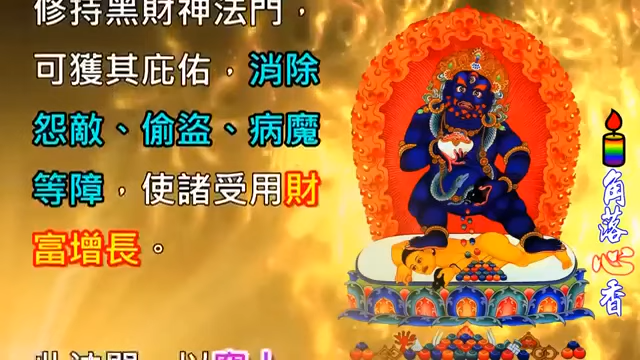 修持黑財神法門，
可獲其庇佑，消除
怨敵、偷盜、病魔
等障，使諸受用財
富增長。
角落心香